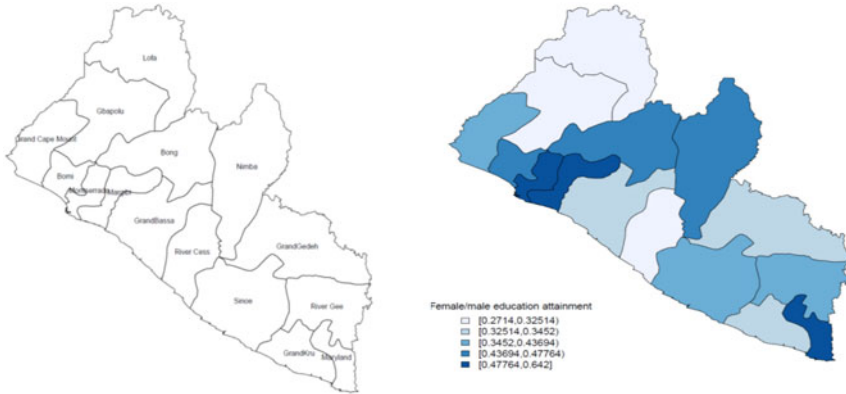 Lofa
Gbapolu
Grand Cape Mount
Bong
Nimba
Bomi
Montserrado
Margibi
GrandBassa
River Cess
GrandGedeh
Sinoe
River Gee
GrandKru
Maryland
Female/male education attainment
[0.2714,0.32514)
[0.32514,0.3452)
[0.3452,0.43694)
[0.43694,0.47764)
[0.47764,0.642]